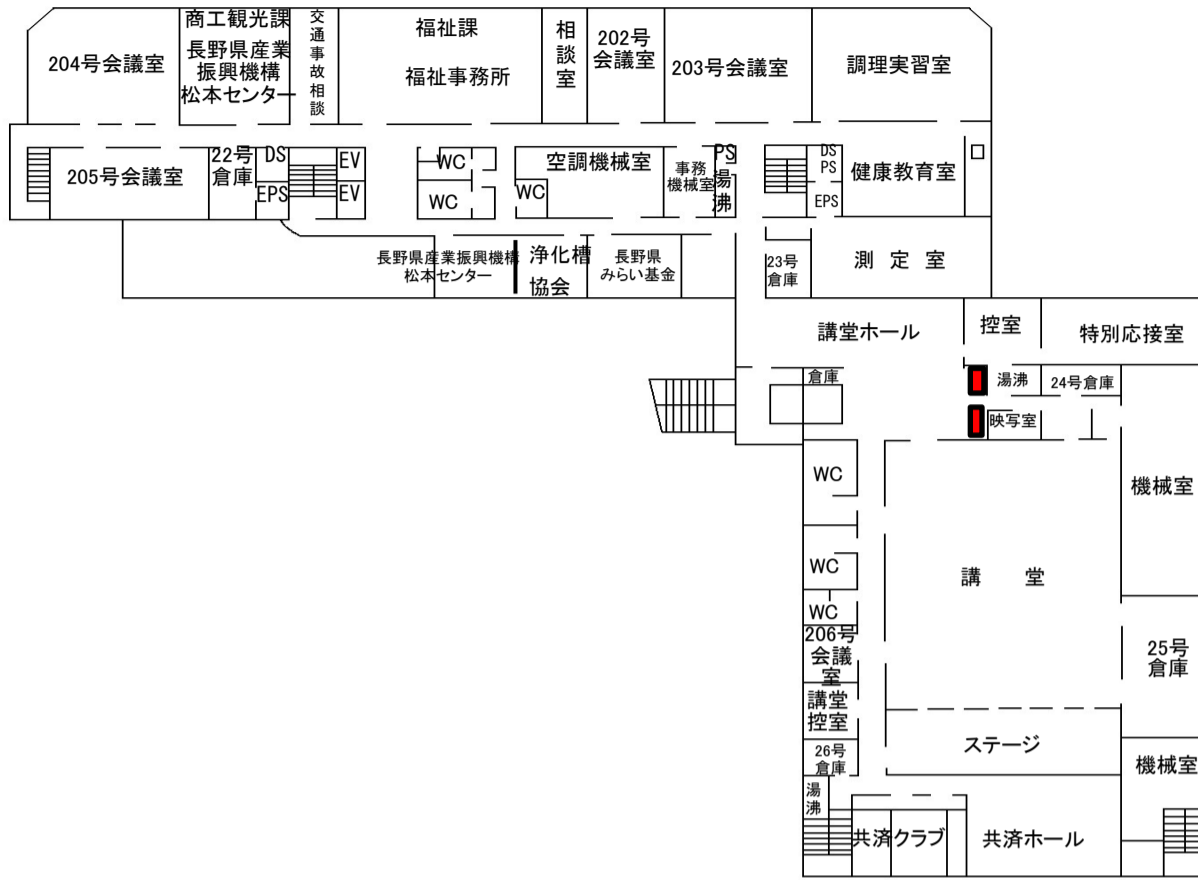 204号会議室
商工観光課
長野県産業
振興機構
松本センター
交通事故相談
福祉課
福祉事務所
相談室
202号
会議室
203号会議室
調理実習室
205号会議室
22号
倉庫
DS
EPS
EV
EV
WC
WC
WC
空調機械室
事務
機械室
PS
湯沸
DS
PS
EPS
健康教育室
長野県産業振興機構
松本センター
浄化槽
協会
長野県
みらい基金
23号
倉庫
測定室
講堂ホール
控室
特別応接室
倉庫
湯沸
24号倉庫
映写室
WC
機械室
WC
講堂
WC
206号
会議
室
25号
倉庫
講堂
控室
ステージ
26号
倉庫
機械室
湯沸
共済クラブ
共済ホール